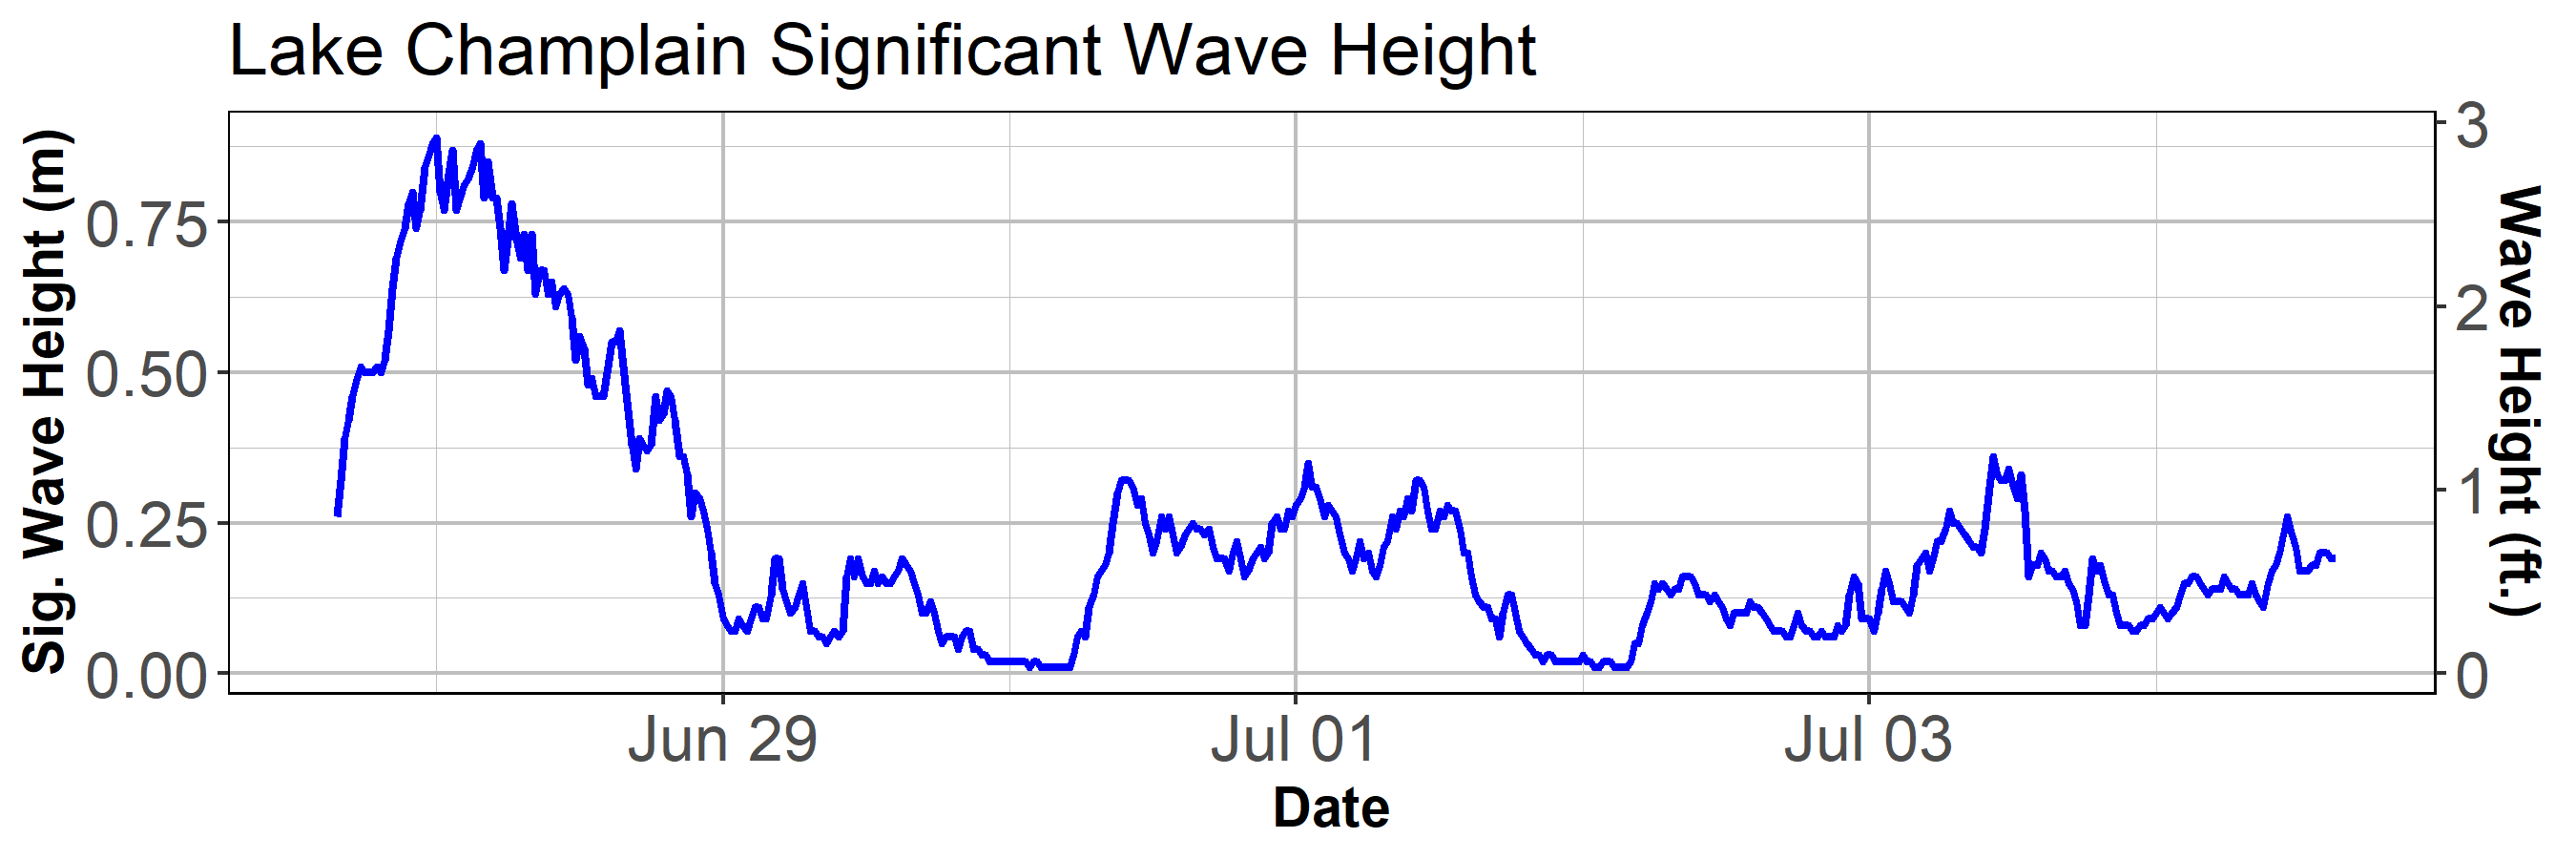 Lake Champlain Significant Wave Height
Sig. Wave Height (m)
0.75
0.50
0.25
0.00
3
2
1
0
Wave Height (ft.)
Jun 29 Jul 01 Jul 03
Date